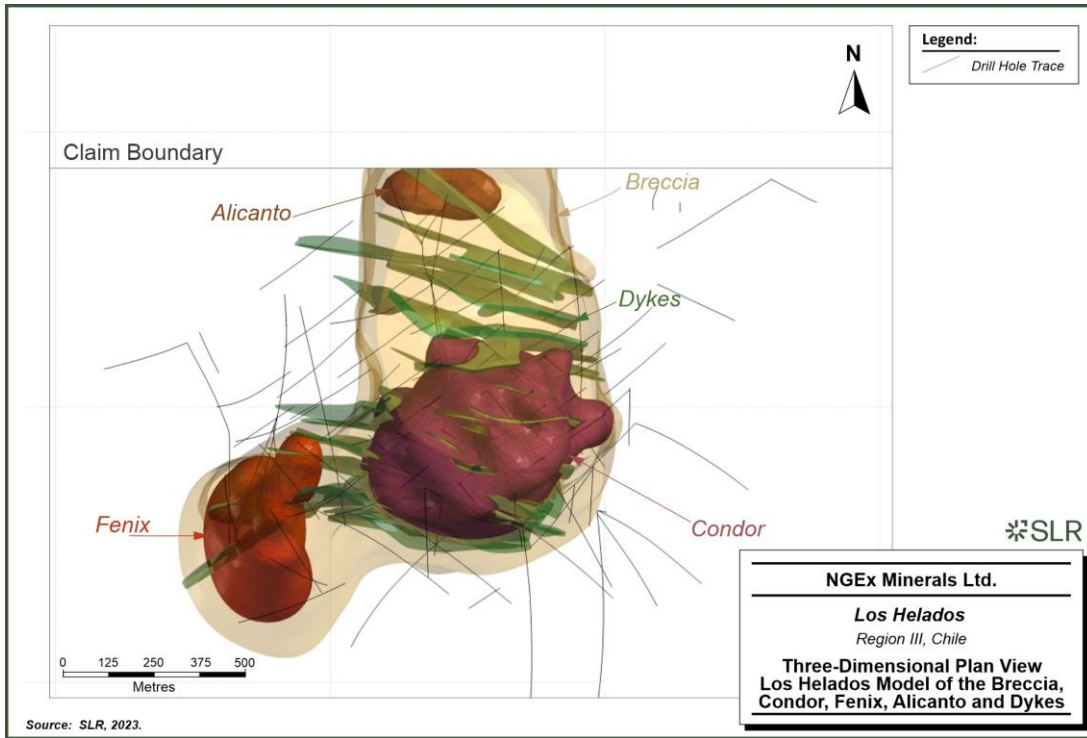 Legend:
Drill Hole Trace
N
Claim Boundary
Alicanto
Breccia
Dykes
Fenix
Condor
0 125 250 375 500
Metres
SLR
NGEx Minerals Ltd.
Los Helados
Region III, Chile
Three-Dimensional Plan View
Los Helados Model of the Breccia,
Condor, Fenix, Alicanto and Dykes
Source: SLR, 2023.